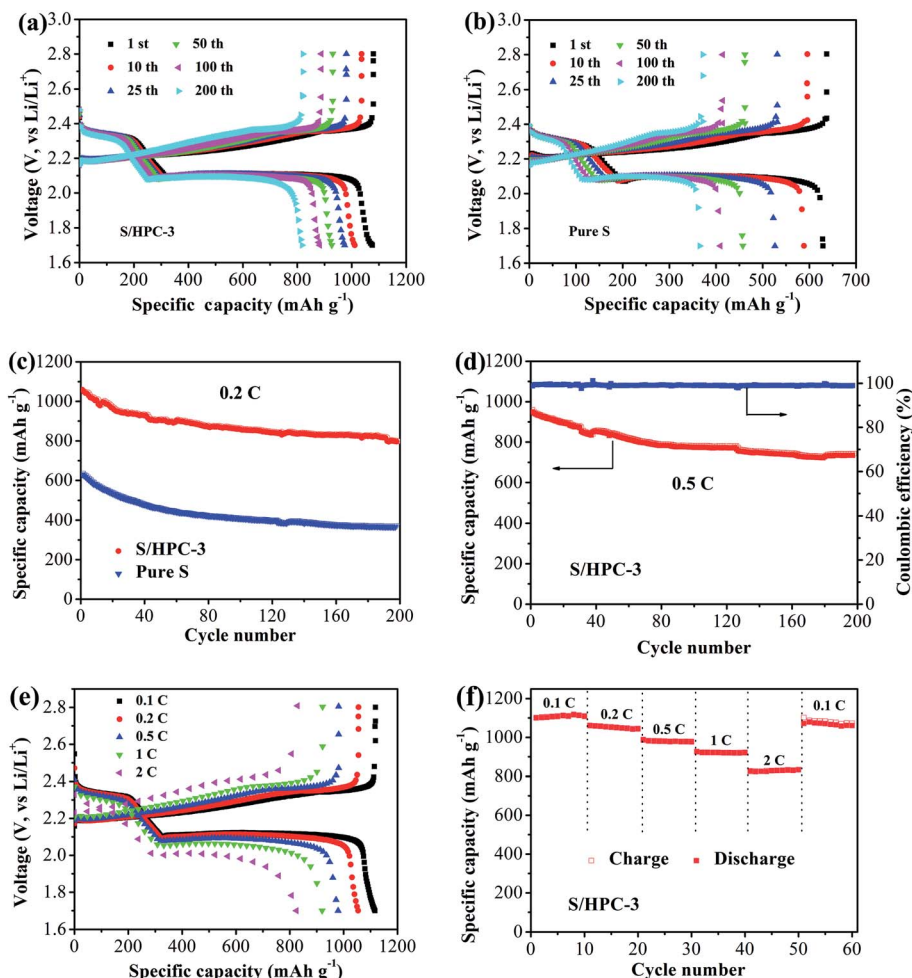 (a)
3.0
2.8
2.6
2.4
2.2
2.0
1.8
1.6
Voltage (V, vs Li/Li+)
1 st
50 th
10 th
100 th
25 th
200 th
S/HPC-3
0 200 400 600 800 1000 1200
Specific capacity (mAh g-1)
(b)
3.0
2.8
2.6
2.4
2.2
2.0
1.8
1.6
Voltage (V, vs Li/Li+)
1 st
50 th
10 th
100 th
25 th
200 th
Pure S
0 100 200 300 400 500 600 700
Specific capacity (mAh g-1)
(c)
1200
1000
800
600
400
200
0
Specific capacity (mAh g-1)
0.2 C
S/HPC-3
Pure S
0 40 80 120 160 200
Cycle number
(d)
1200
1000
800
600
400
200
0
Specific capacity (mAh g-1)
0.5 C
S/HPC-3
100
80
60
40
20
0
Coulombic efficiency (%)
0 40 80 120 160 200
Cycle number
(e)
2.8
2.4
2.0
1.6
Voltage (V, vs Li/Li+)
0.1 C
0.2 C
0.5 C
1 C
2 C
0 200 400 600 800 1000 1200
Specific capacity (mAh g-1)
(f)
1200
1000
800
600
400
200
0
Specific capacity (mAh g-1)
0.1 C
0.2 C
0.5 C
1 C
2 C
0.1 C
Charge
Discharge
S/HPC-3
0 10 20 30 40 50 60
Cycle number